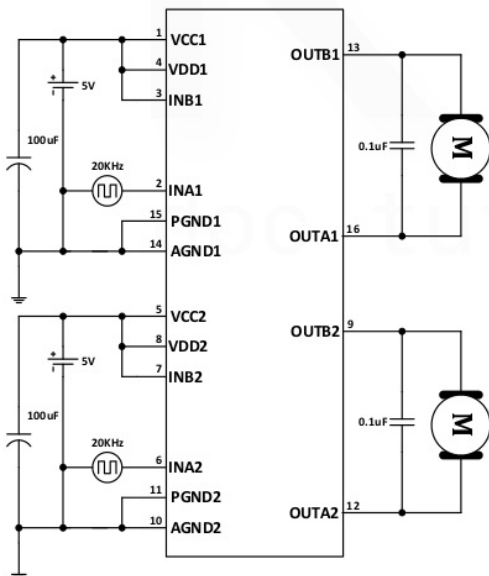 1 VCC1
OUTB1 13
4 VDD1
+ 5V
-
3 INB1
100uF
0.1uF
M
20KHz
2 INA1
15 PGND1
OUTA1 16
14 AGND1
5 VCC2
OUTB2 9
8 VDD2
+ 5V
-
7 INB2
100uF
0.1uF
M
20KHz
6 INA2
11 PGND2
OUTA2 12
10 AGND2